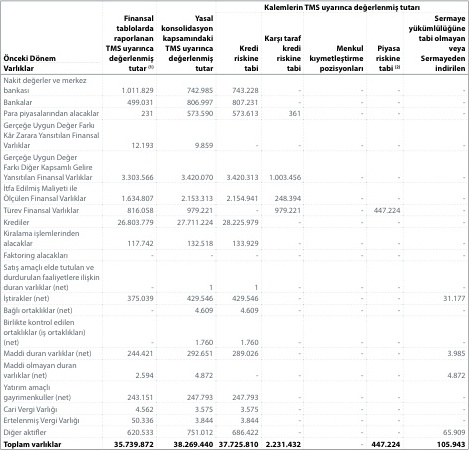 Kalemlerin TMS uyarınca değerlenmiş tutarı
Önceki Dönem
Varlıklar
Finansal
tablolarda
raporlanan
TMS uyarınca
değerlenmiş
tutar (1)
Yasal
konsolidasyon
kapsamındaki
TMS uyarınca
değerlenmiş
tutar
Kredi
riskine
tabi
Karşı taraf
kredi
riskine
tabi
Menkul
kıymetleştirme
pozisyonları
Piyasa
riskine
tabi (2)
Sermaye
yükümlülüğüne
tabi olmayan
veya
Sermayeden
indirilen
Nakit değerler ve merkez
bankası 1.011.829 742.985 743.228 - - - -
Bankalar 499.031 806.997 807.231 - - - -
Para piyasalarından alacaklar 231 573.590 573.613 361 - - -
Gerçeğe Uygun Değer Farkı
Kâr Zarara Yansıtılan Finansal
Varlıklar 12.193 9.859 - - - - -
Gerçeğe Uygun Değer
Farkı Diğer Kapsamlı Gelire
Yansıtılan Finansal Varlıklar 3.303.566 3.420.070 3.420.313 1.003.456 - - -
İtfa Edilmiş Maliyeti ile
Ölçülen Finansal Varlıklar 1.634.807 2.153.313 2.154.941 248.394 - - -
Türev Finansal Varlıklar 816.058 979.221 - 979.221 - 447.224 -
Krediler 26.803.779 27.711.224 28.225.979 - - - -
Kiralama işlemlerinden
alacaklar 117.742 132.518 133.929 - - - -
Faktoring alacakları - - - - - - -
Satış amaçlı elde tutulan ve
durdurulan faaliyetlere ilişkin
duran varlıklar (net) - 1 1 - - - -
İştirakler (net) 375.039 429.546 429.546 - - - 31.177
Bağlı ortaklıklar (net) - 4.609 4.609 - - - -
Birlikte kontrol edilen
ortaklıklar (iş ortaklıkları)
(net) - 1.760 1.760 - - - -
Maddi duran varlıklar (net) 244.421 292.651 289.026 - - - 3.985
Maddi olmayan duran
varlıklar (net) 2.594 4.872 - - - - 4.872
Yatırım amaçlı
gayrimenkuller (net) 243.151 247.793 247.793 - - - -
Cari Vergi Varlığı 4.562 3.575 3.575 - - - -
Ertelenmiş Vergi Varlığı 50.336 3.844 3.844 - - - -
Diğer aktifler 620.533 751.012 686.422 - - - 65.909
Toplam varlıklar 35.739.872 38.269.440 37.725.810 2.231.432 - 447.224 105.943